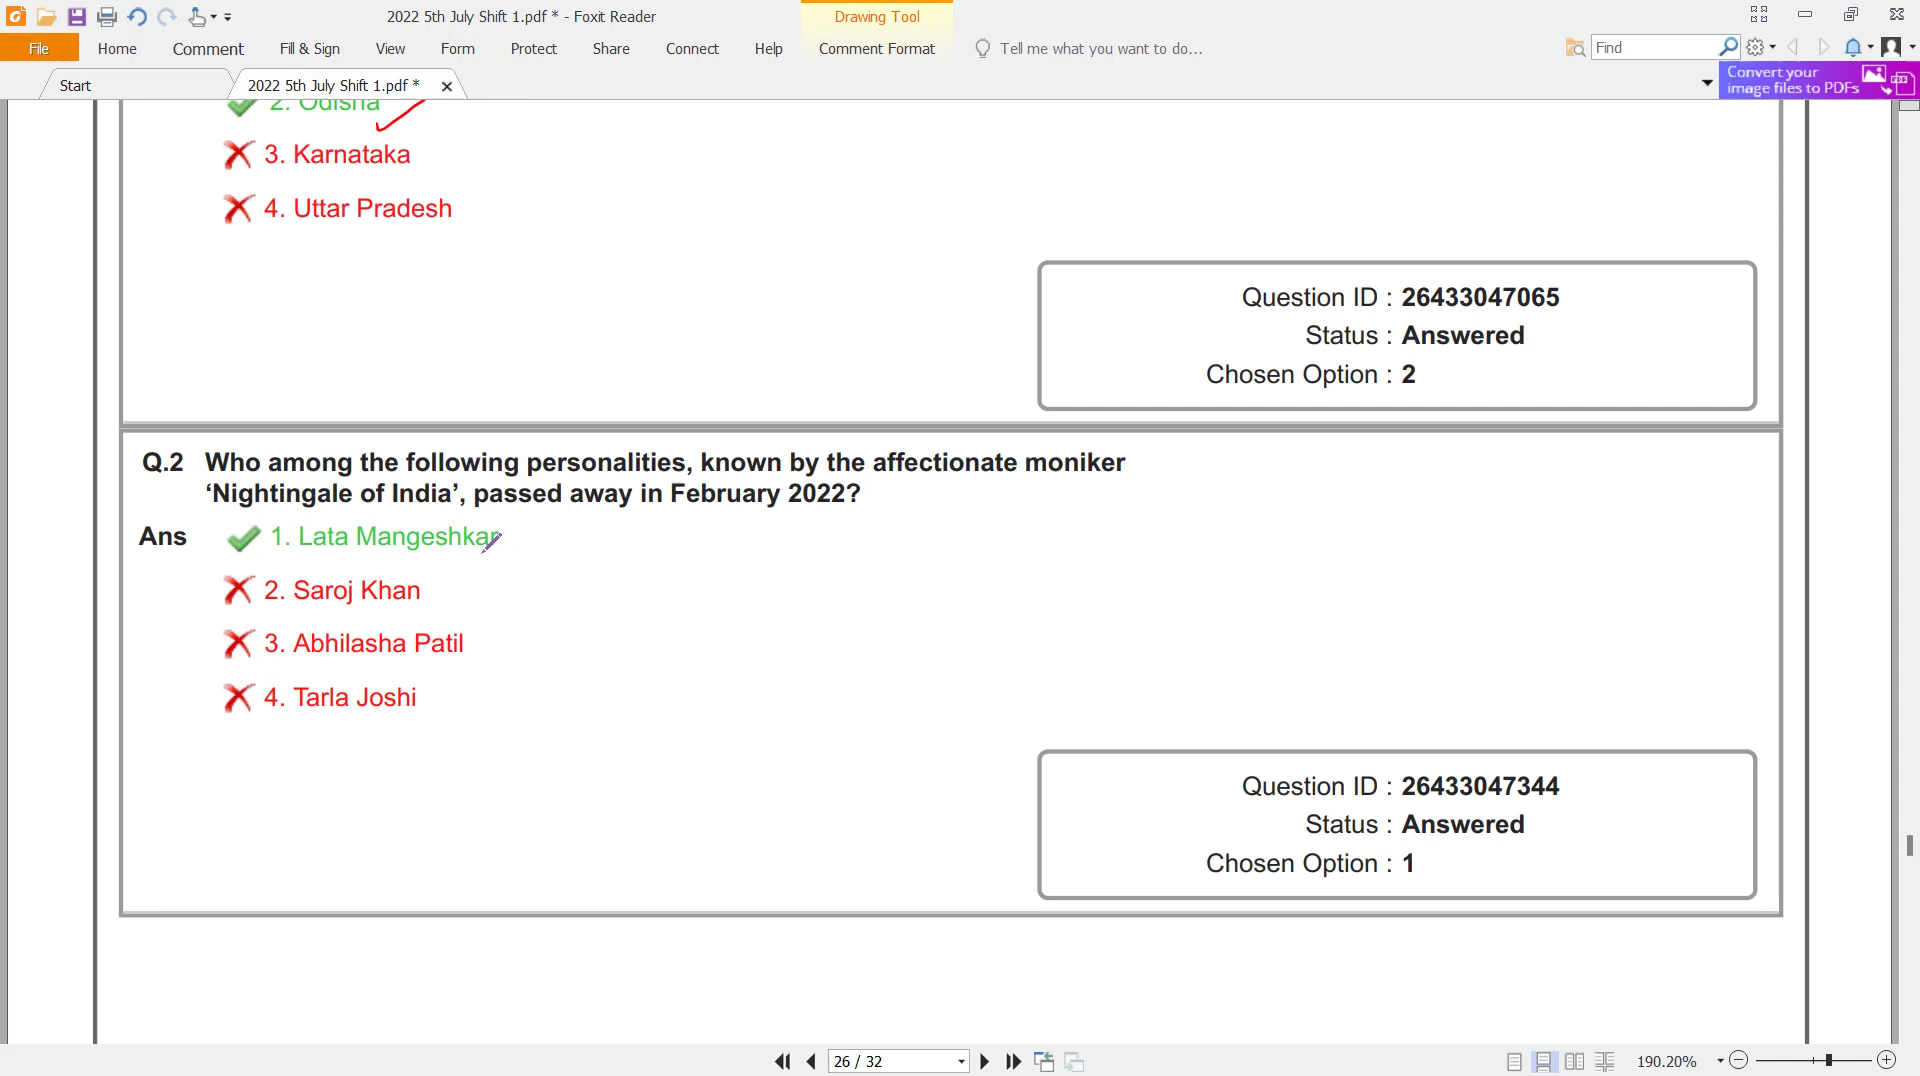 2022 5th July Shift 1.pdf * - Foxit Reader
Drawing Tool
File Home Comment Fill & Sign View Form Protect Share Connect Help Comment Format Tell me what you want to do... Find
Start 2022 5th July Shift 1.pdf *
Convert your
image files to PDFs
2. Odisha
3. Karnataka
4. Uttar Pradesh
Question ID : 26433047065
Status : Answered
Chosen Option : 2
Q.2 Who among the following personalities, known by the affectionate moniker
‘Nightingale of India’, passed away in February 2022?
Ans 1. Lata Mangeshkar
2. Saroj Khan
3. Abhilasha Patil
4. Tarla Joshi
Question ID : 26433047344
Status : Answered
Chosen Option : 1
26 / 32
190.20%